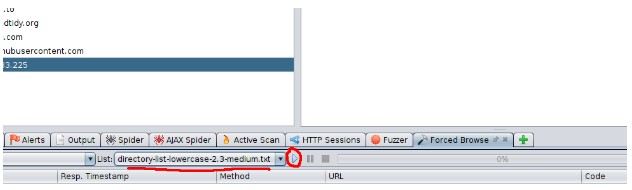 .to
dtidy.org
.com
nubusercontent.com
3.225
Alerts Output Spider AJAX Spider Active Scan HTTP Sessions Fuzzer Forced Browse
List: directory-list-lowercase-2.3-medium.txt 0%
Resp. Timestamp Method URL Code